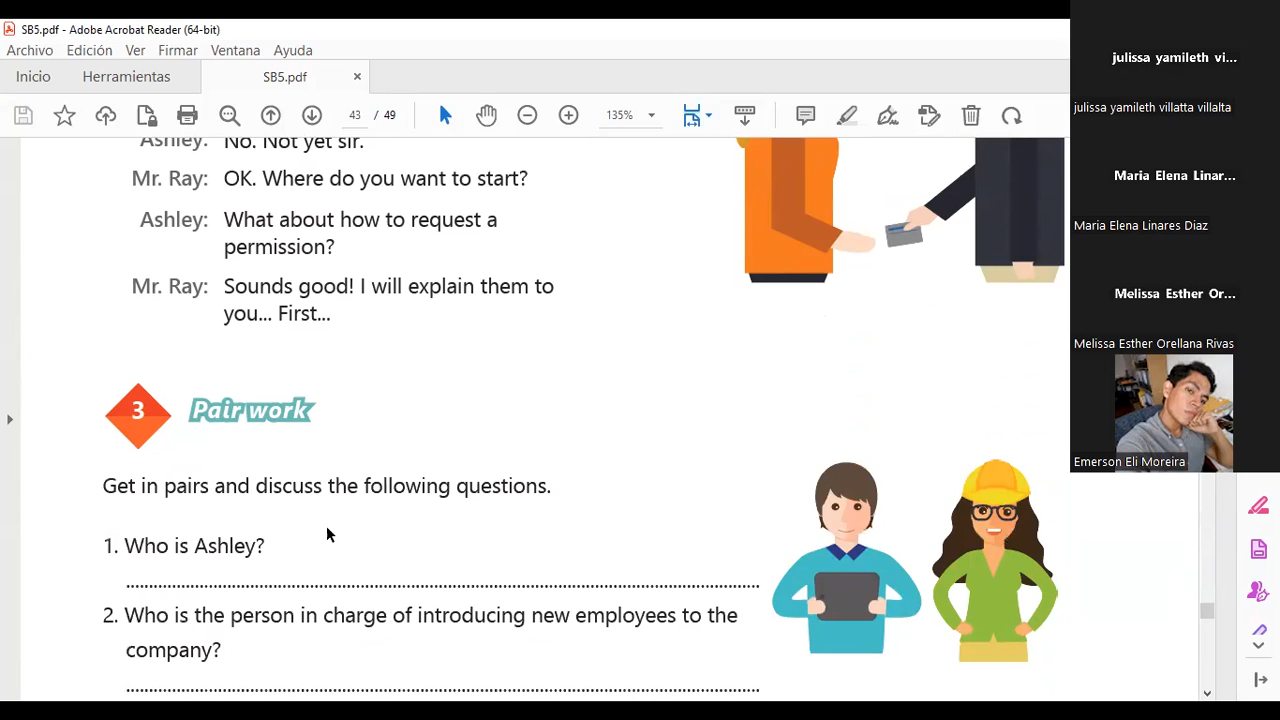 SB5.pdf - Adobe Acrobat Reader (64-bit)
Archivo Edición Ver Firmar Ventana Ayuda
Inicio Herramientas SB5.pdf ×
43 / 49 135%
Ashley: No. Not yet sir.
Mr. Ray: OK. Where do you want to start?
Ashley: What about how to request a
permission?
Mr. Ray: Sounds good! I will explain them to
you... First...
3 Pair work
Get in pairs and discuss the following questions.
1. Who is Ashley?
2. Who is the person in charge of introducing new employees to the
company?
julissa yamileth vi...
julissa yamileth villatta villalta
Maria Elena Linar...
Maria Elena Linares Diaz
Melissa Esther Or...
Melissa Esther Orellana Rivas
Emerson Eli Moreira